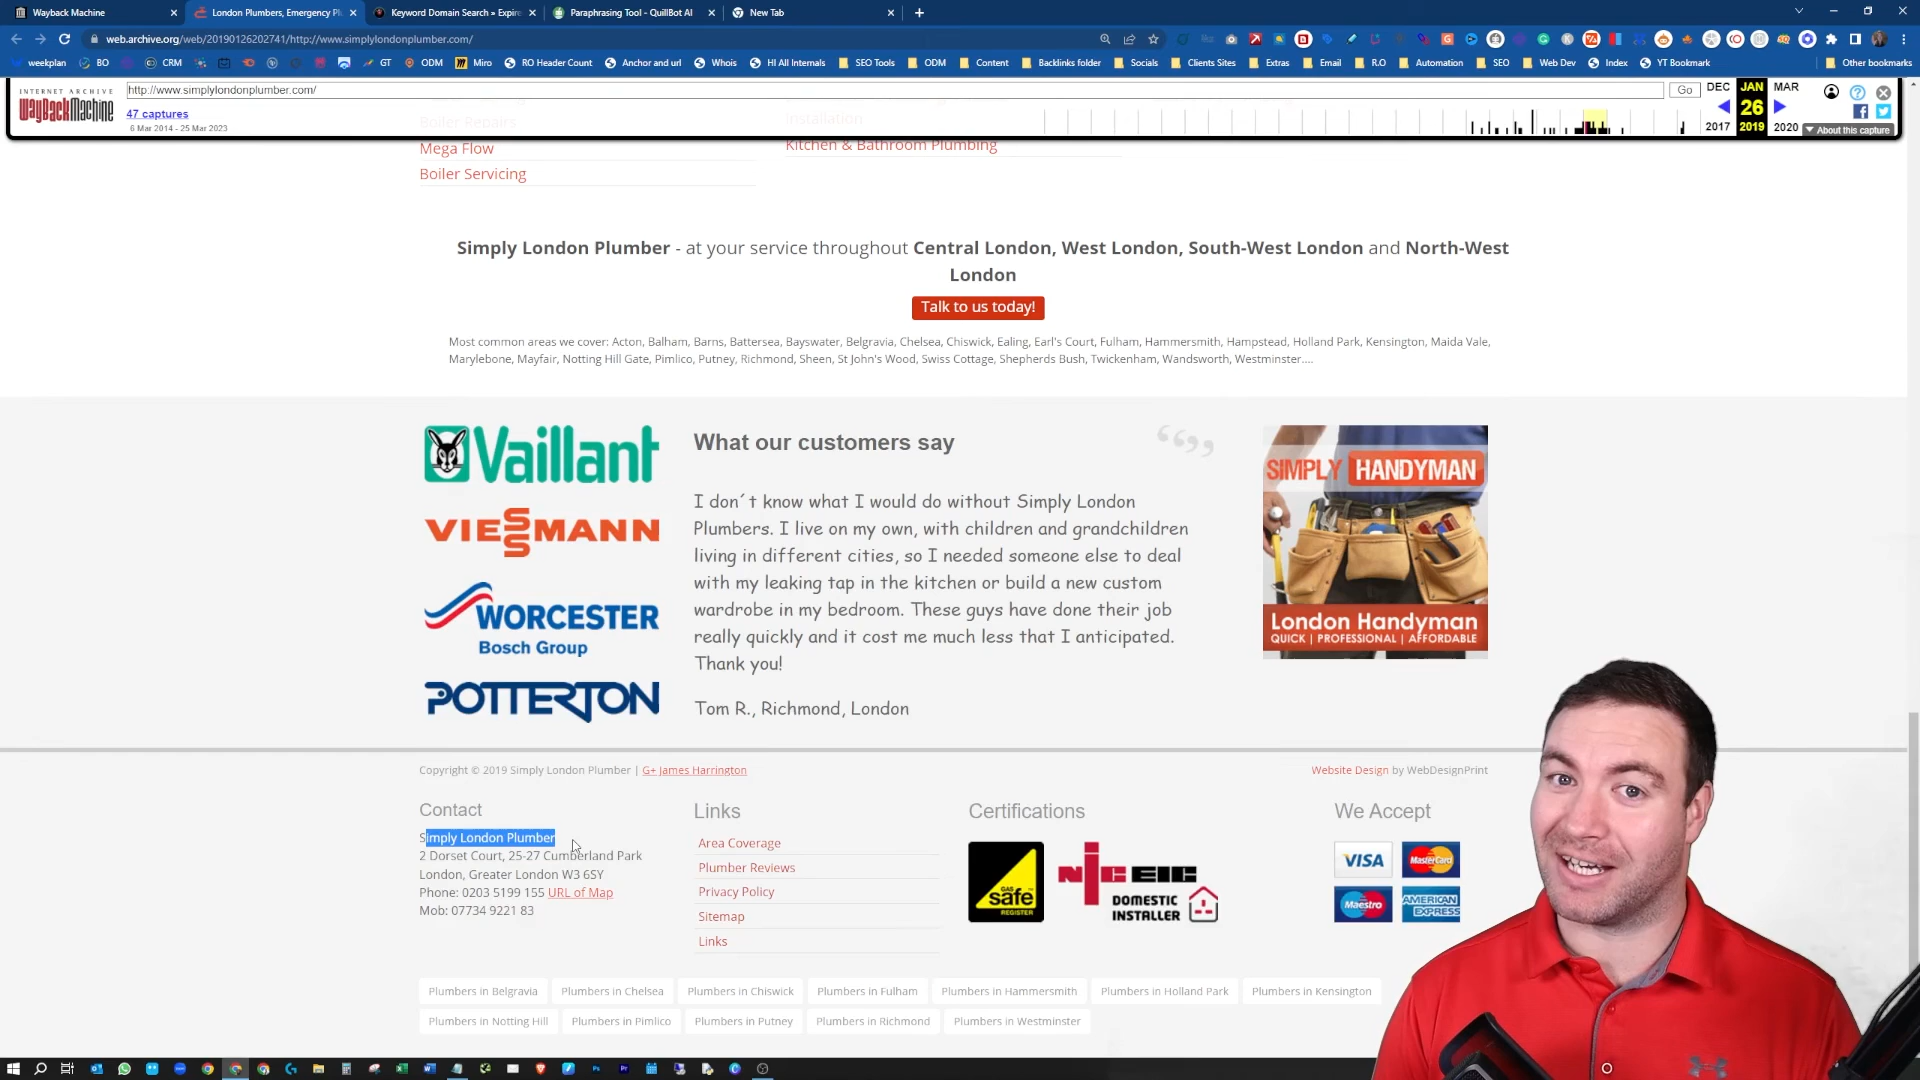 Wayback Machine
London Plumbers, Emergency Pl
Keyword Domain Search » Expire
Paraphrasing Tool - QuillBot AI
New Tab
web.archive.org/web/20190126202741/http://www.simplylondonplumber.com/
weekplan
BO
CRM
GT
ODM
Miro
RO Header Count
Anchor and url
Whois
HI All Internals
SEO Tools
ODM
Content
Backlinks folder
Socials
Clients Sites
Extras
Email
R.O
Automation
SEO
Web Dev
Index
YT Bookmark
Other bookmarks
INTERNET ARCHIVE
WayBackMachine
http://www.simplylondonplumber.com/
Go
47 captures
6 Mar 2014 - 25 Mar 2023
DEC
JAN
MAR
26
2017
2019
2020
About this capture
Boiler Repairs
Installation
Mega Flow
Kitchen & Bathroom Plumbing
Boiler Servicing
Simply London Plumber - at your service throughout Central London, West London, South-West London and North-West
London
Talk to us today!
Most common areas we cover: Acton, Balham, Barns, Battersea, Bayswater, Belgravia, Chelsea, Chiswick, Ealing, Earl's Court, Fulham, Hammersmith, Hampstead, Holland Park, Kensington, Maida Vale,
Marylebone, Mayfair, Notting Hill Gate, Pimlico, Putney, Richmond, Sheen, St John's Wood, Swiss Cottage, Shepherds Bush, Twickenham, Wandsworth, Westminster....
Vaillant
VIESSMANN
WORCESTER
Bosch Group
POTTERTON
What our customers say
I don´t know what I would do without Simply London
Plumbers. I live on my own, with children and grandchildren
living in different cities, so I needed someone else to deal
with my leaking tap in the kitchen or build a new custom
wardrobe in my bedroom. These guys have done their job
really quickly and it cost me much less that I anticipated.
Thank you!
Tom R., Richmond, London
SIMPLY HANDYMAN
London Handyman
QUICK | PROFESSIONAL | AFFORDABLE
Copyright © 2019 Simply London Plumber | G+ James Harrington
Website Design by WebDesignPrint
Contact
Simply London Plumber
2 Dorset Court, 25-27 Cumberland Park
London, Greater London W3 6SY
Phone: 0203 5199 155 URL of Map
Mob: 07734 9221 83
Links
Area Coverage
Plumber Reviews
Privacy Policy
Sitemap
Links
Certifications
GAS
safe
REGISTER
NICEIC
DOMESTIC
INSTALLER
We Accept
VISA
MasterCard
Maestro
AMERICAN
EXPRESS
Plumbers in Belgravia
Plumbers in Chelsea
Plumbers in Chiswick
Plumbers in Fulham
Plumbers in Hammersmith
Plumbers in Holland Park
Plumbers in Kensington
Plumbers in Notting Hill
Plumbers in Pimlico
Plumbers in Putney
Plumbers in Richmond
Plumbers in Westminster